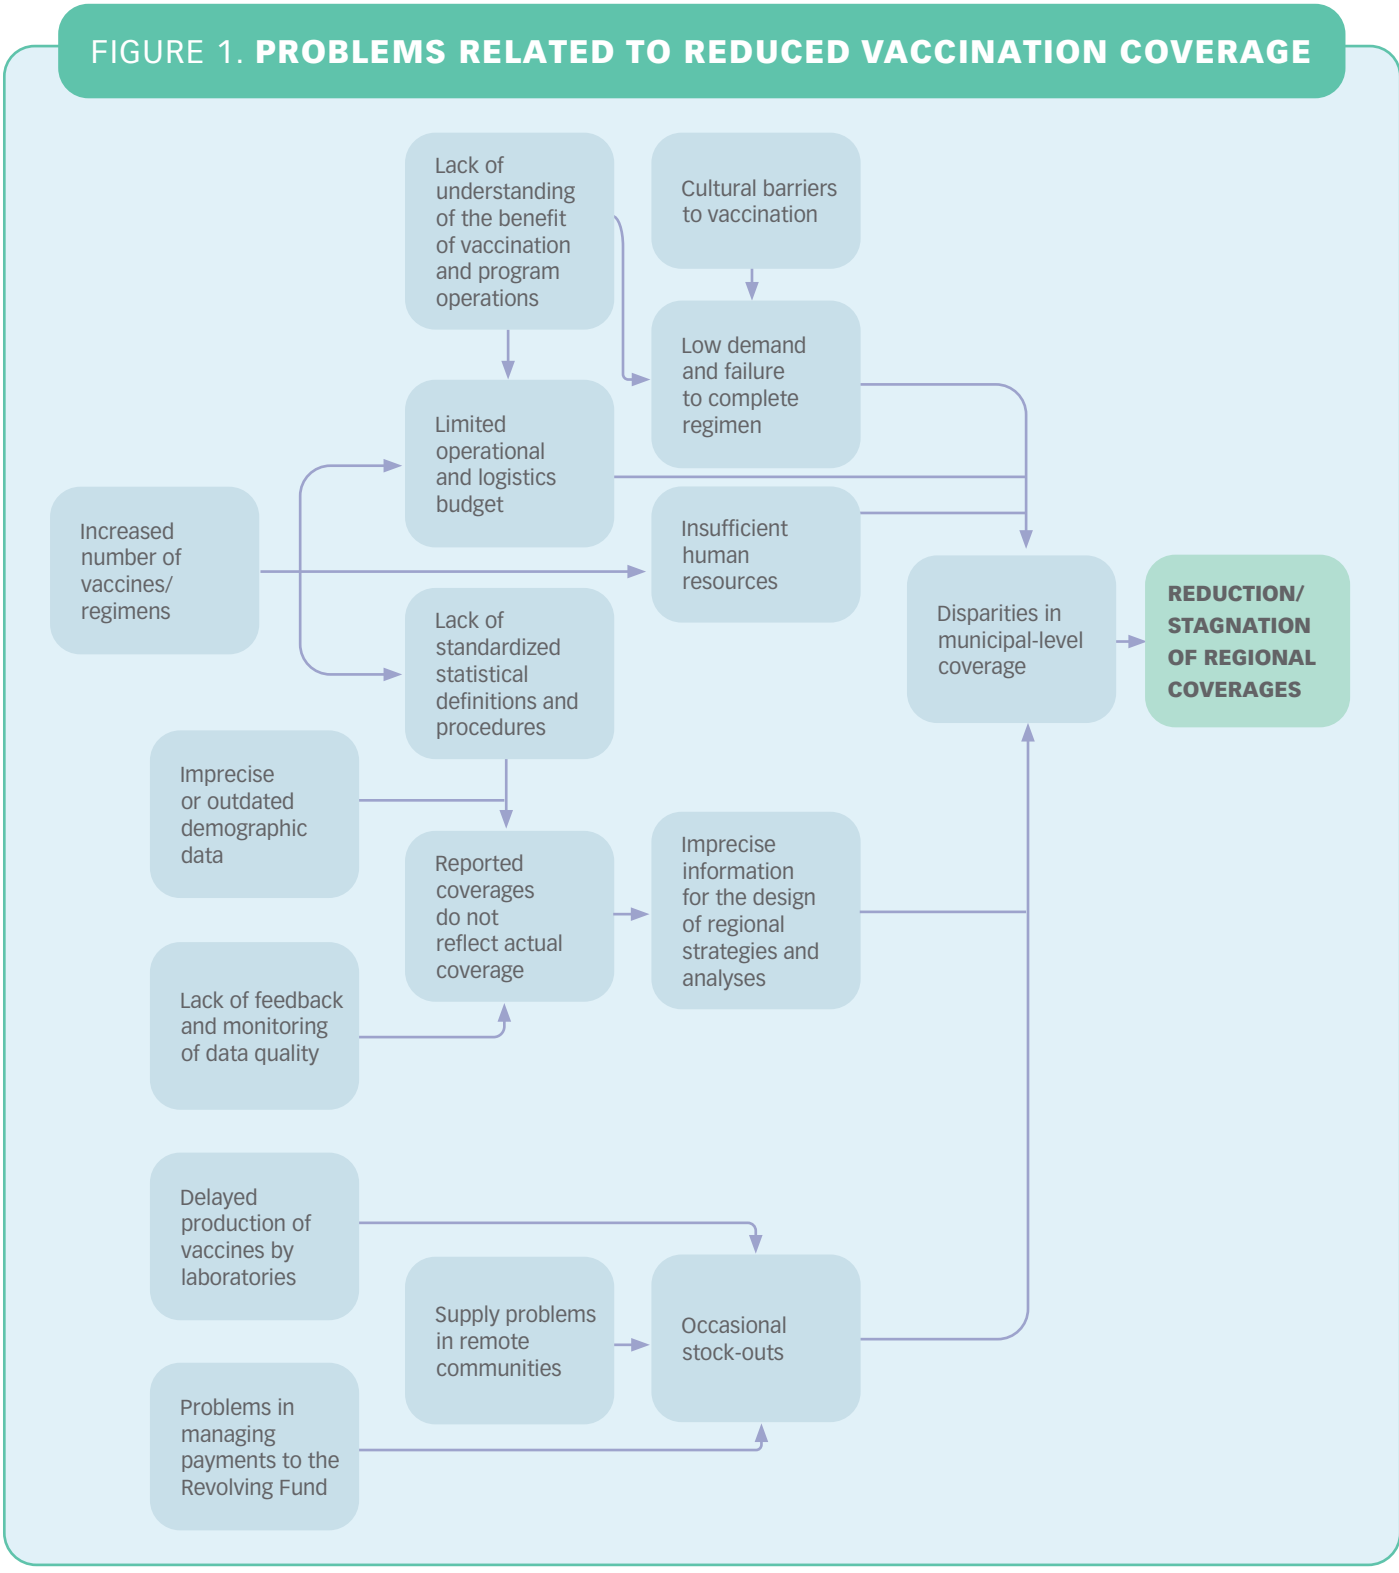 FIGURE 1. PROBLEMS RELATED TO REDUCED VACCINATION COVERAGE
Lack of
understanding
of the benefit
of vaccination
and program
operations
Cultural barriers
to vaccination
Low demand
and failure
to complete
regimen
Limited
operational
and logistics
budget
Increased
number of
vaccines/
regimens
Insufficient
human
resources
Lack of
standardized
statistical
definitions and
procedures
Disparities in
municipal-level
coverage
REDUCTION/
STAGNATION
OF REGIONAL
COVERAGES
Imprecise
or outdated
demographic
data
Reported
coverages
do not
reflect actual
coverage
Imprecise
information
for the design
of regional
strategies and
analyses
Lack of feedback
and monitoring
of data quality
Delayed
production of
vaccines by
laboratories
Supply problems
in remote
communities
Occasional
stock-outs
Problems in
managing
payments to the
Revolving Fund